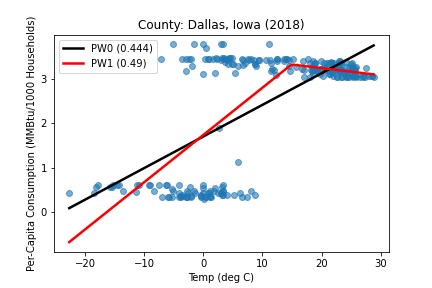 County: Dallas, Iowa (2018)
PW0 (0.444)
PW1 (0.49)
Per-Capita Consumption (MMBtu/1000 Households)
3
2
1
0
−20
−10
0
10
20
30
Temp (deg C)